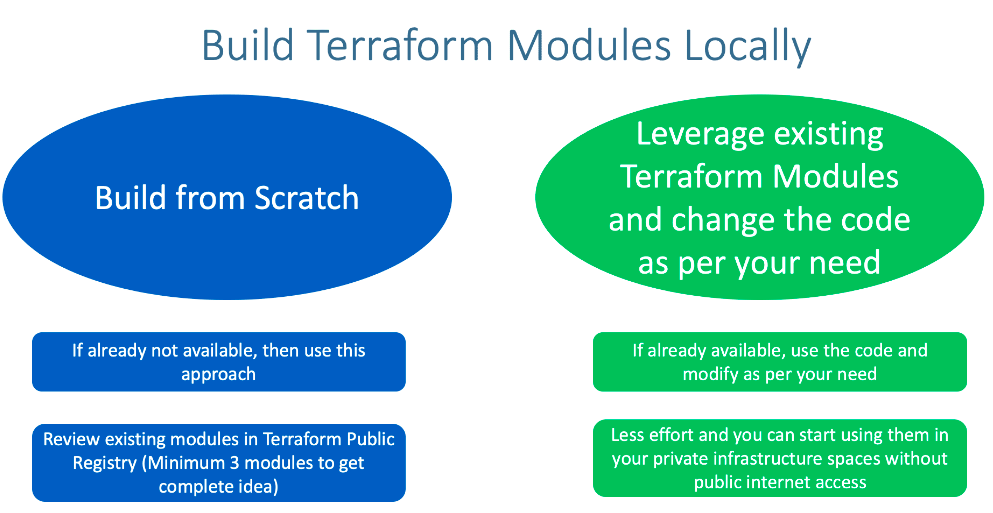 Build Terraform Modules Locally
Build from Scratch
If already not available, then use this
approach
Review existing modules in Terraform Public
Registry (Minimum 3 modules to get
complete idea)
Leverage existing
Terraform Modules
and change the code
as per your need
If already available, use the code and
modify as per your need
Less effort and you can start using them in
your private infrastructure spaces without
public internet access